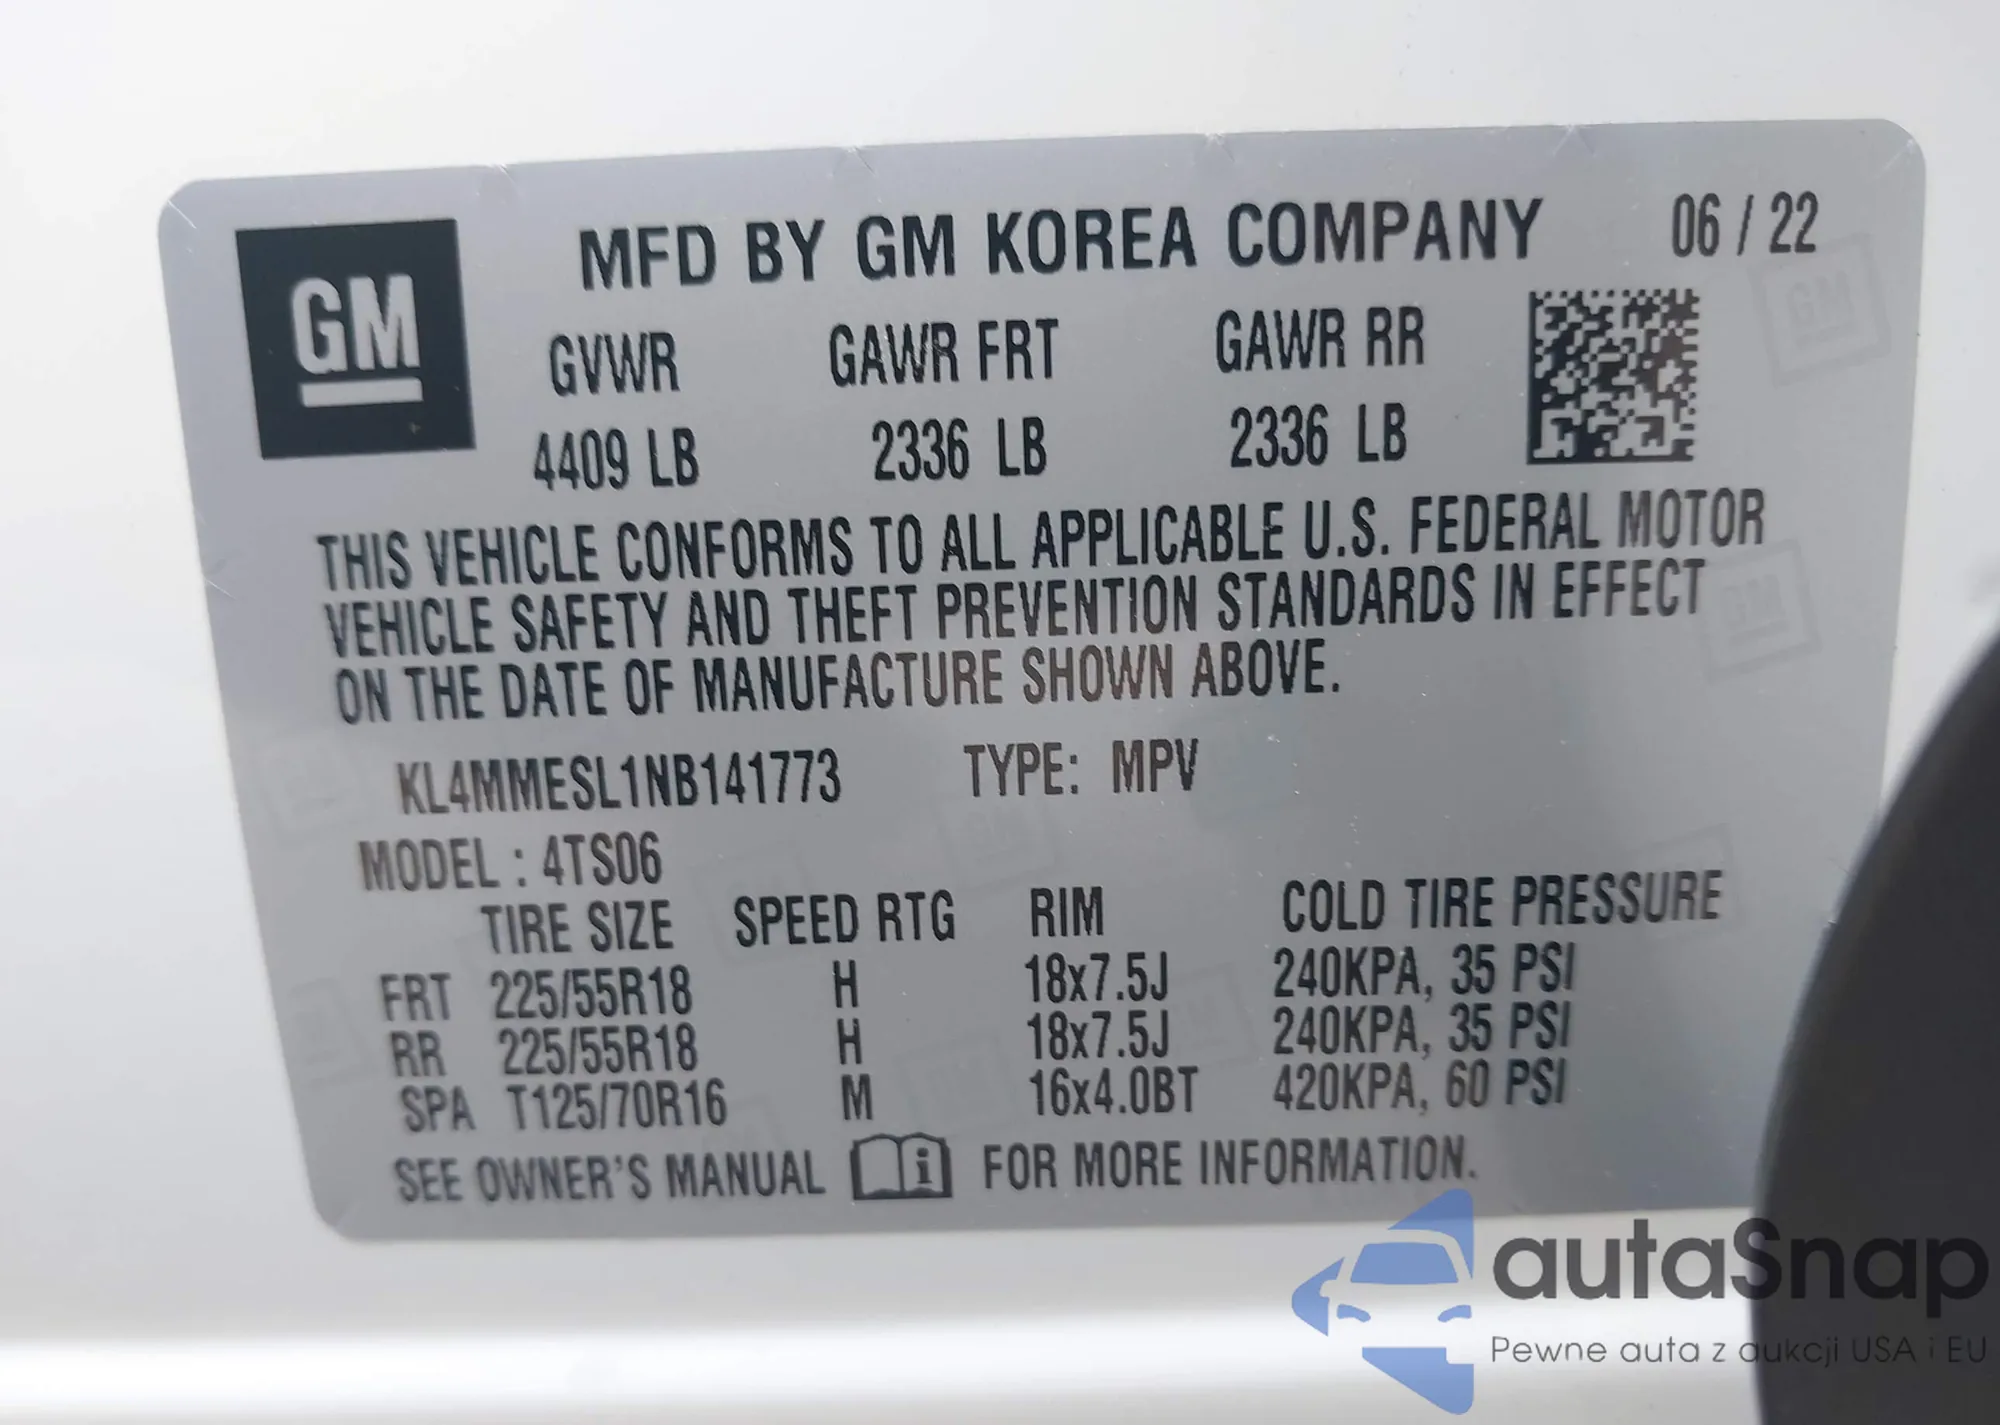 GM
MFD BY GM KOREA COMPANY 06 / 22
GVWR GAWR FRT GAWR RR
4409 LB 2336 LB 2336 LB
THIS VEHICLE CONFORMS TO ALL APPLICABLE U.S. FEDERAL MOTOR
VEHICLE SAFETY AND THEFT PREVENTION STANDARDS IN EFFECT
ON THE DATE OF MANUFACTURE SHOWN ABOVE.
KL4MMESL1NB141773 TYPE: MPV
MODEL : 4TS06
TIRE SIZE SPEED RTG RIM COLD TIRE PRESSURE
FRT 225/55R18 H 18x7.5J 240KPA, 35 PSI
RR 225/55R18 H 18x7.5J 240KPA, 35 PSI
SPA T125/70R16 M 16x4.0BT 420KPA, 60 PSI
SEE OWNER'S MANUAL i FOR MORE INFORMATION.
autaSnap
Pewne auta z aukcji USA i EU